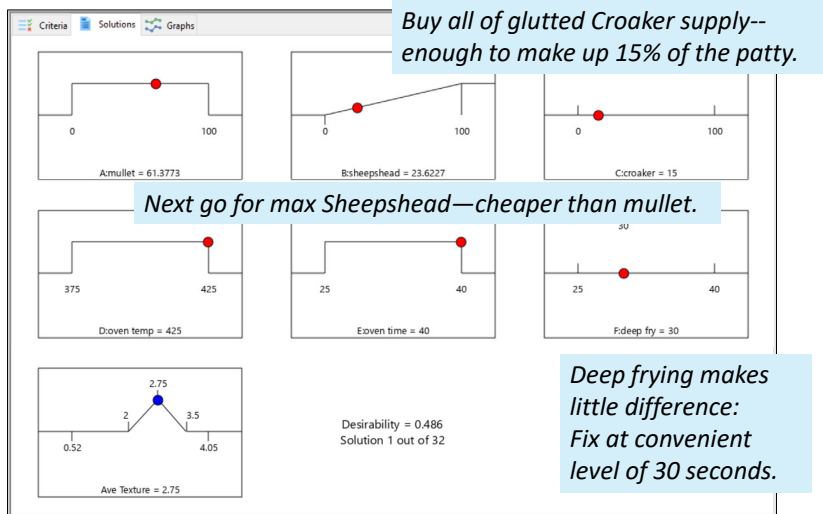 Criteria Solutions Graphs
Buy all of glutted Croaker supply--
enough to make up 15% of the patty.
0 100
A:mullet = 61.3773
0 100
B:sheepshead = 23.6227
0 100
C:croaker = 15
Next go for max Sheepshead—cheaper than mullet.
375 425
D:oven temp = 425
25 40
E:oven time = 40
30
25 40
F:deep fry = 30
2.75
2 3.5
0.52 4.05
Ave Texture = 2.75
Desirability = 0.486
Solution 1 out of 32
Deep frying makes
little difference:
Fix at convenient
level of 30 seconds.